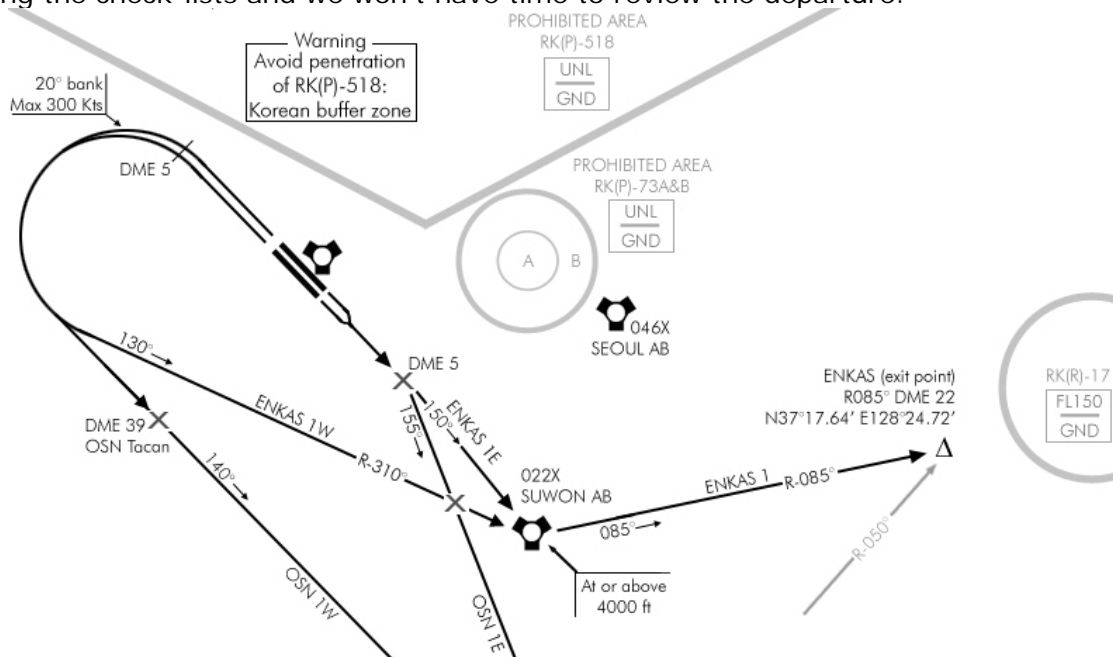 ing the check-lists and we won't have time to review the departure.
PROHIBITED AREA
RK(P)-518
UNL
GND
Warning
Avoid penetration
of RK(P)-518:
Korean buffer zone
20° bank
Max 300 Kts
DME 5
PROHIBITED AREA
RK(P)-73A&B
UNL
GND
A
B
046X
SEOUL AB
DME 5
130°
ENKAS 1W
R-310°
155°
150°
ENKAS 1E
ENKAS (exit point)
R085° DME 22
N37°17.64' E128°24.72'
RK(R)-17
FL150
GND
DME 39
OSN Tacan
140°
OSN 1W
022X
SUWON AB
ENKAS 1
R-085°
085°
R-050°
At or above
4000 ft
OSN 1E